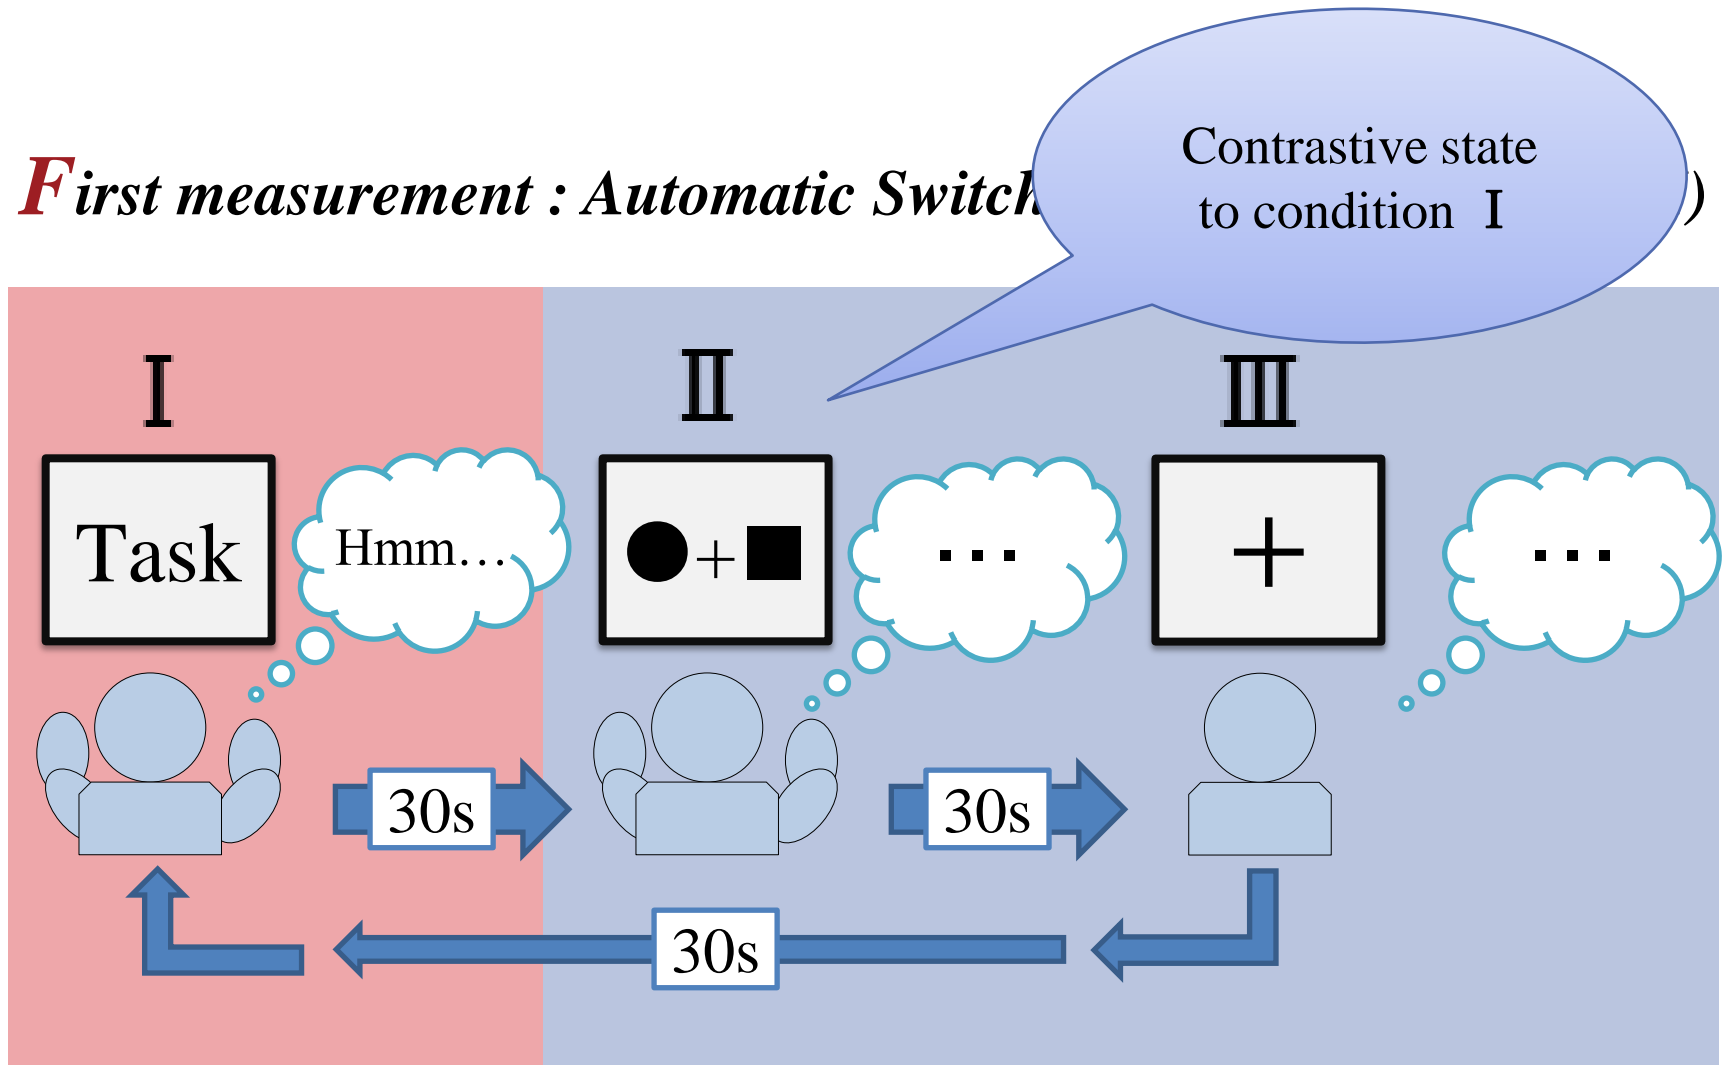 Contrastive state
to condition Ⅰ
First measurement : Automatic Switch )
Ⅰ
Ⅱ
Ⅲ
Task
Hmm…
+
…
+
…
30s
30s
30s